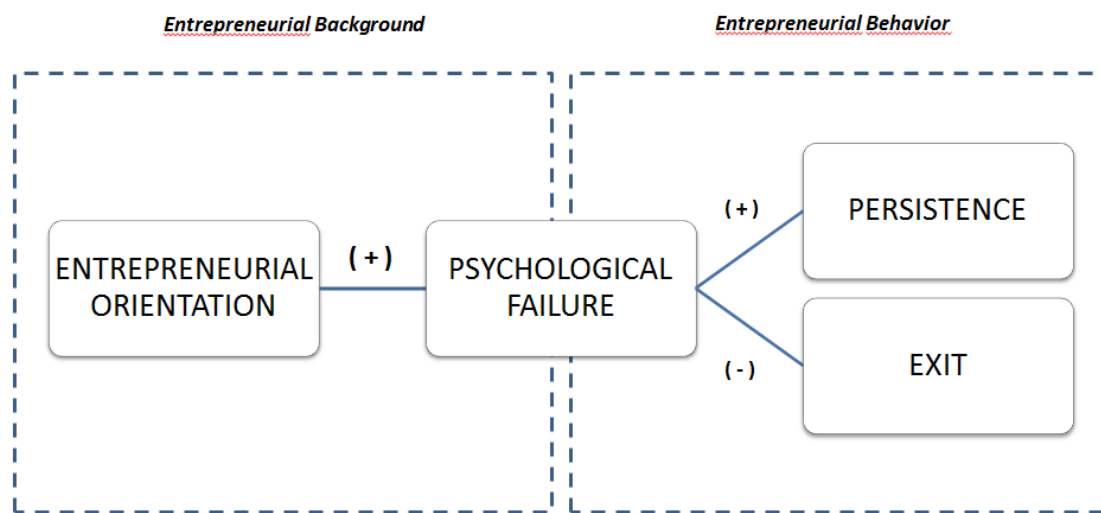 Entrepreneurial Background
Entrepreneurial Behavior
ENTREPRENEURIAL
ORIENTATION
( + )
PSYCHOLOGICAL
FAILURE
( + )
PERSISTENCE
( - )
EXIT